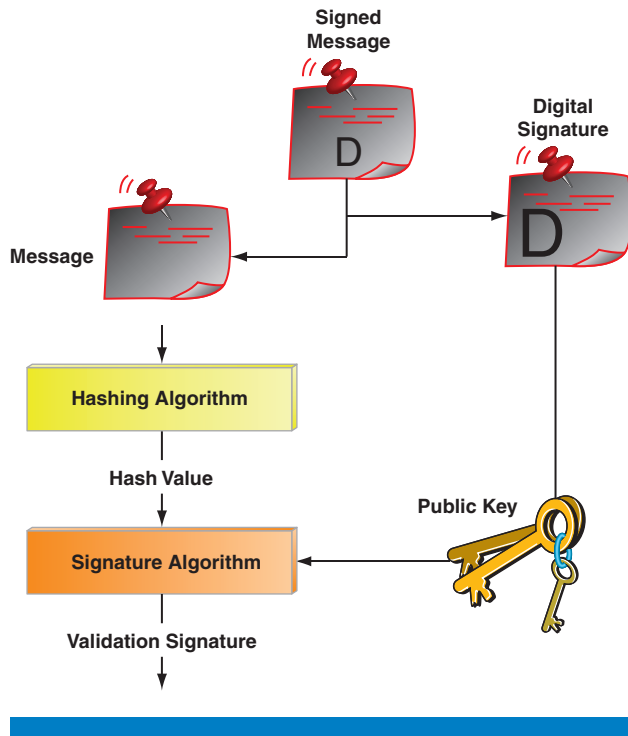 Signed
Message
D
Digital
Signature
D
Message
Hashing Algorithm
Hash Value
Public Key
Signature Algorithm
Validation Signature